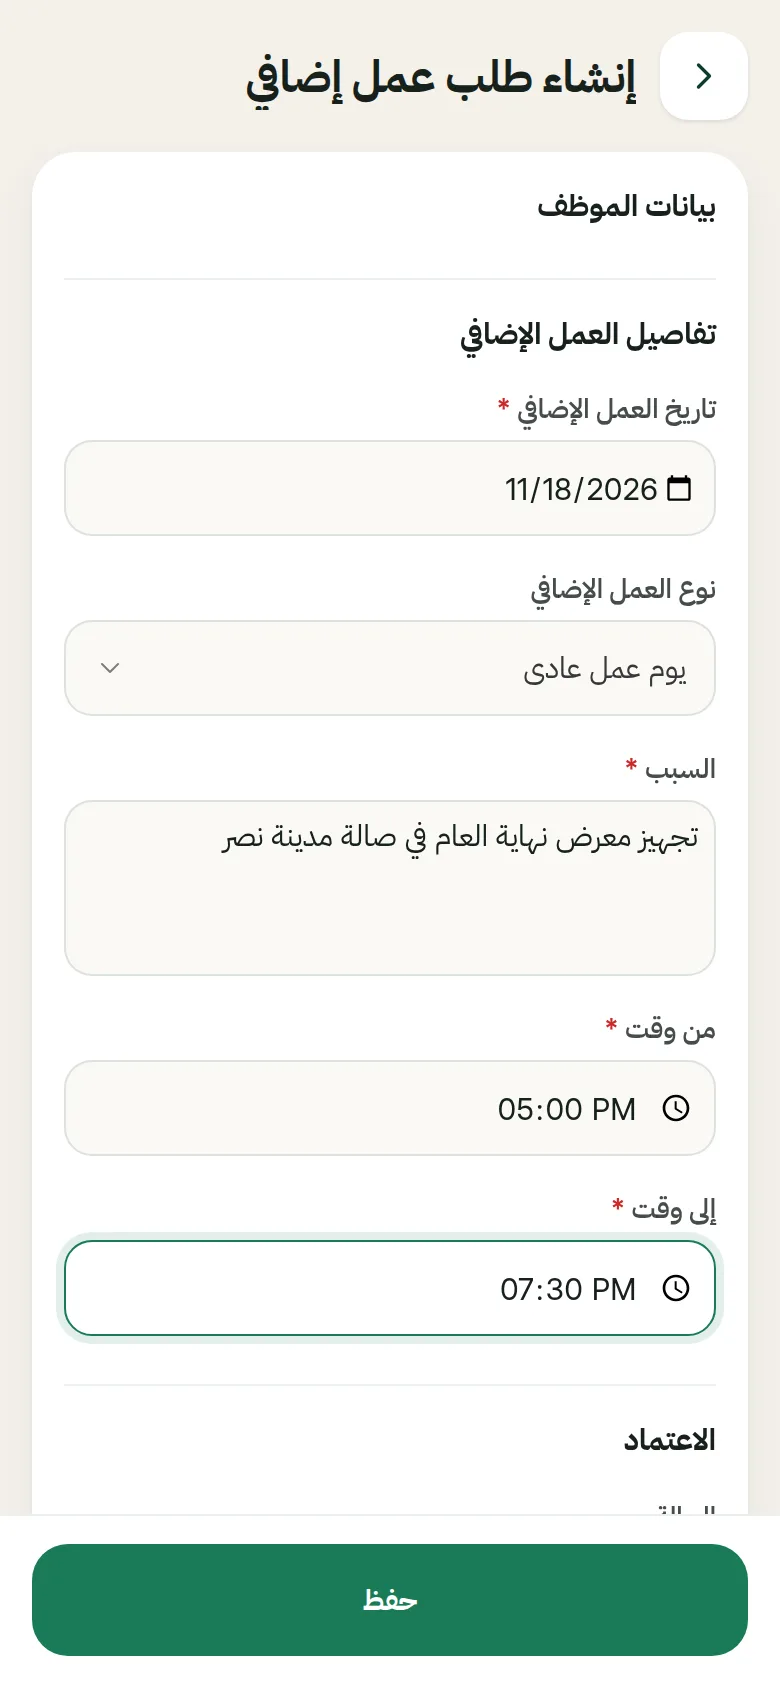 إنشاء طلب عمل إضافي
بيانات الموظف
تفاصيل العمل الإضافي
تاريخ العمل الإضافي *
11/18/2026
نوع العمل الإضافي
يوم عمل عادى
السبب *
تجهيز معرض نهاية العام في صالة مدينة نصر
من وقت *
05:00 PM
إلى وقت *
07:30 PM
الاعتماد
حفظ